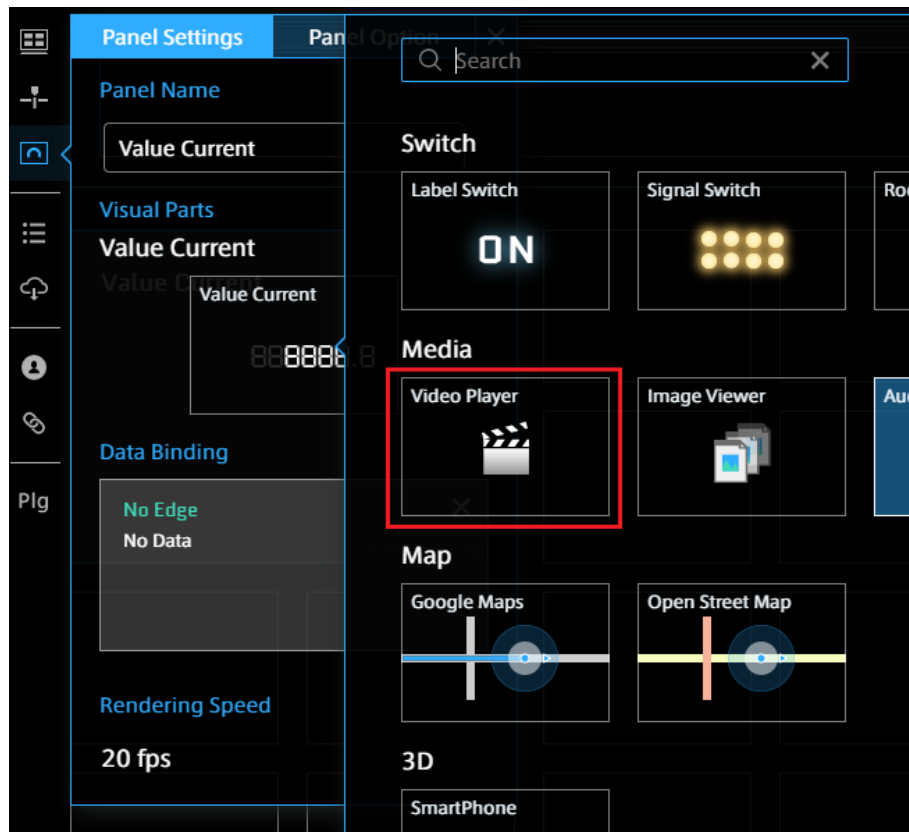 Panel Settings
Panel Option
Panel Name
Value Current
Visual Parts
Value Current
Value Current
Value Current
Data Binding
No Edge
No Data
Rendering Speed
20 fps
Plg
Search
Switch
Label Switch
ON
Signal Switch
Media
Video Player
Image Viewer
Map
Google Maps
Open Street Map
3D
SmartPhone